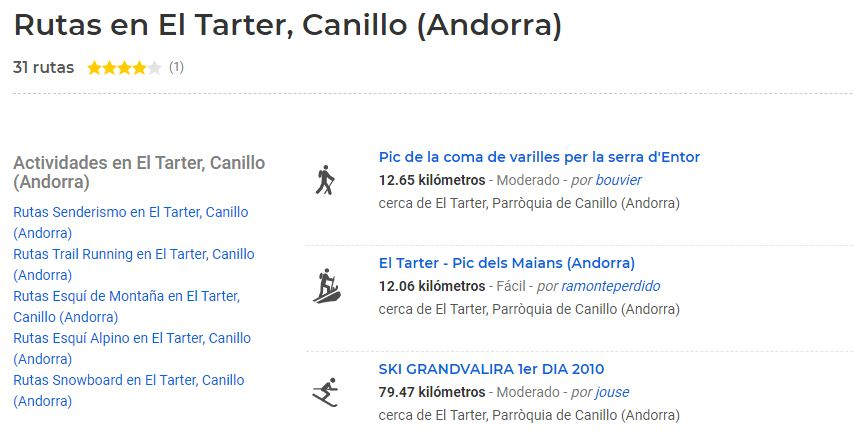 Rutas en El Tarter, Canillo (Andorra)
31 rutas (1)
Actividades en El Tarter, Canillo
(Andorra)
Rutas Senderismo en El Tarter, Canillo
(Andorra)
Rutas Trail Running en El Tarter, Canillo
(Andorra)
Rutas Esquí de Montaña en El Tarter,
Canillo (Andorra)
Rutas Esquí Alpino en El Tarter, Canillo
(Andorra)
Rutas Snowboard en El Tarter, Canillo
(Andorra)
Pic de la coma de varilles per la serra d'Entor
12.65 kilómetros - Moderado - por bouvier
cerca de El Tarter, Parròquia de Canillo (Andorra)
El Tarter - Pic dels Maians (Andorra)
12.06 kilómetros - Fácil - por ramonteperdido
cerca de El Tarter, Parròquia de Canillo (Andorra)
SKI GRANDVALIRA 1er DIA 2010
79.47 kilómetros - Moderado - por jouse
cerca de El Tarter, Parròquia de Canillo (Andorra)